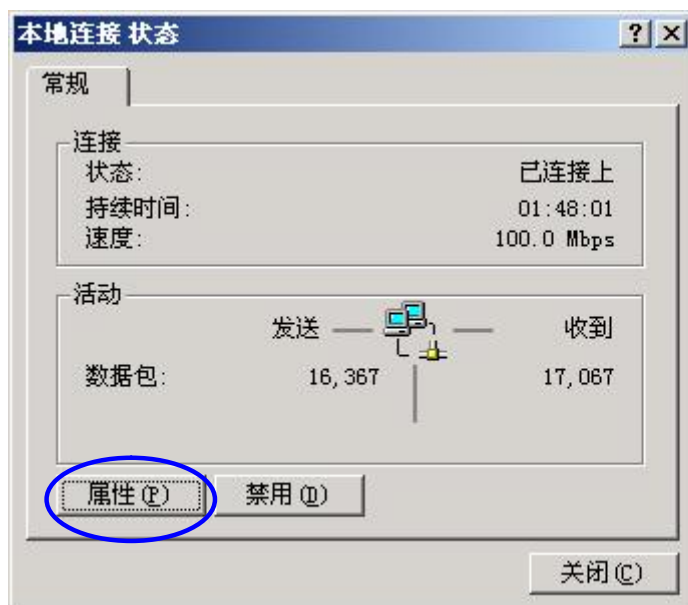 本地连接 状态
常规
连接
状态: 已连接上
持续时间: 01:48:01
速度: 100.0 Mbps
活动
发送 收到
数据包: 16,367 17,067
属性(P) 禁用(D)
关闭(C)